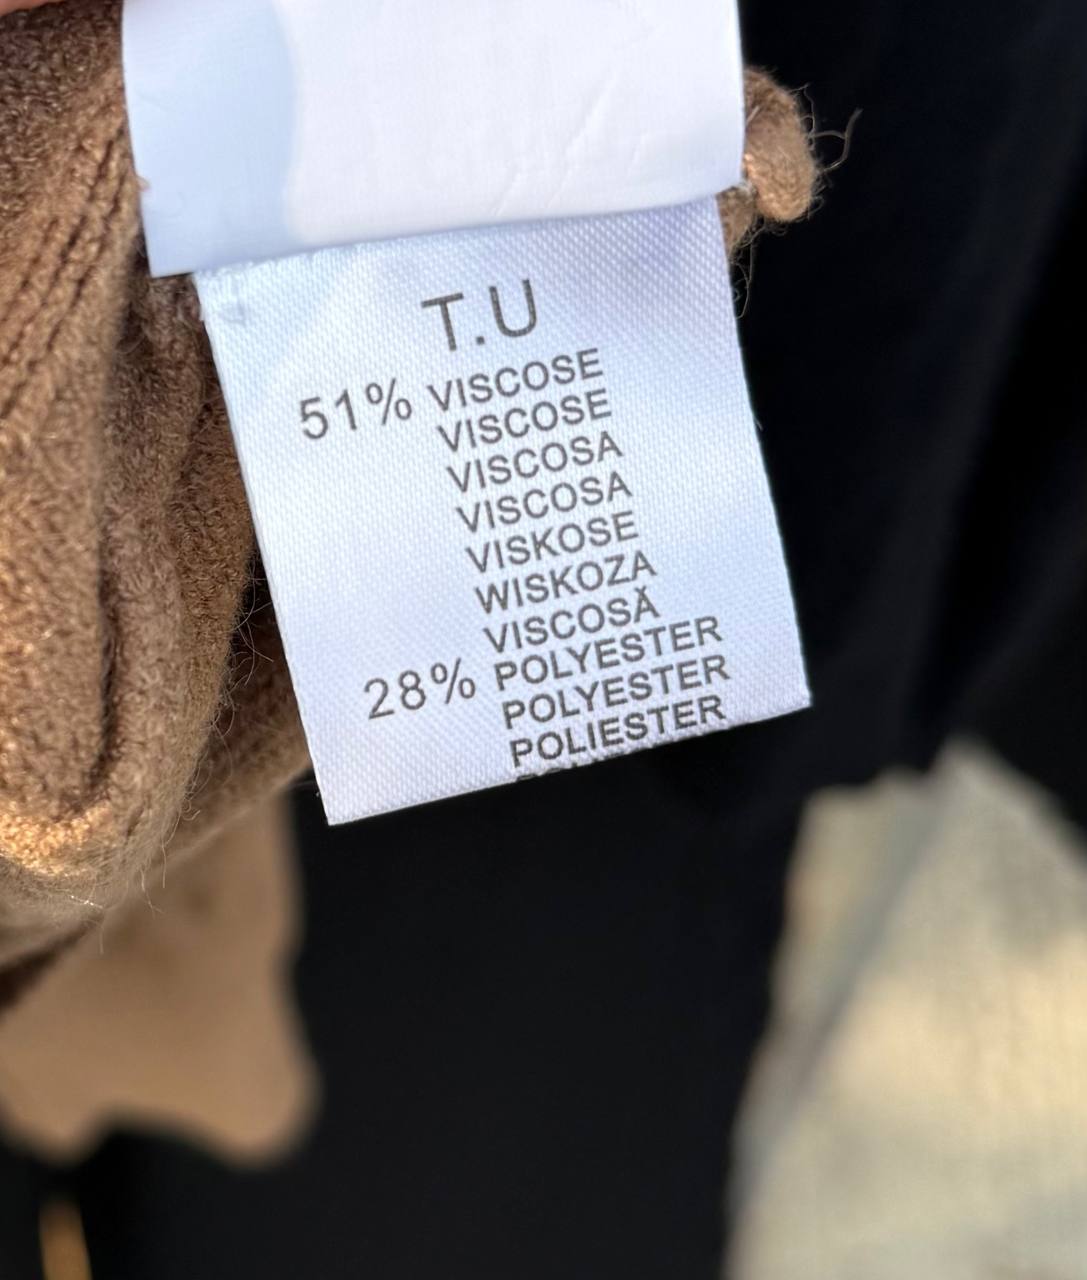 T.U
51% VISCOSE
VISCOSE
VISCOSA
VISCOSA
VISKOSE
WISKOZA
VISCOSĂ
28% POLYESTER
POLYESTER
POLIESTER